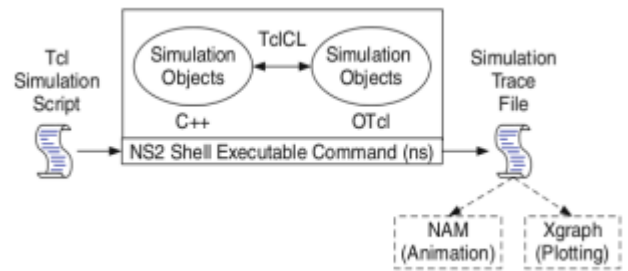 Tcl
Simulation
Script
Simulation
Objects
TclCL
Simulation
Objects
C++
OTcl
NS2 Shell Executable Command (ns)
Simulation
Trace
File
NAM
(Animation)
Xgraph
(Plotting)